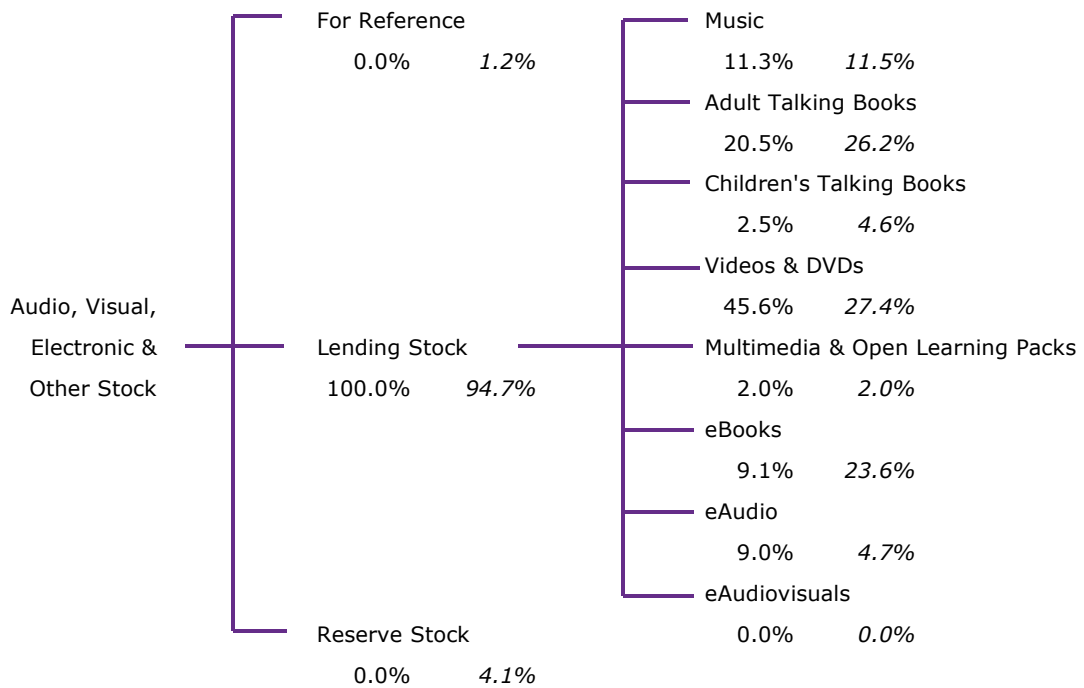 For Reference
0.0% 1.2%
Audio, Visual,
Electronic &
Other Stock
Lending Stock
100.0% 94.7%
Reserve Stock
0.0% 4.1%
Music
11.3% 11.5%
Adult Talking Books
20.5% 26.2%
Children's Talking Books
2.5% 4.6%
Videos & DVDs
45.6% 27.4%
Multimedia & Open Learning Packs
2.0% 2.0%
eBooks
9.1% 23.6%
eAudio
9.0% 4.7%
eAudiovisuals
0.0% 0.0%